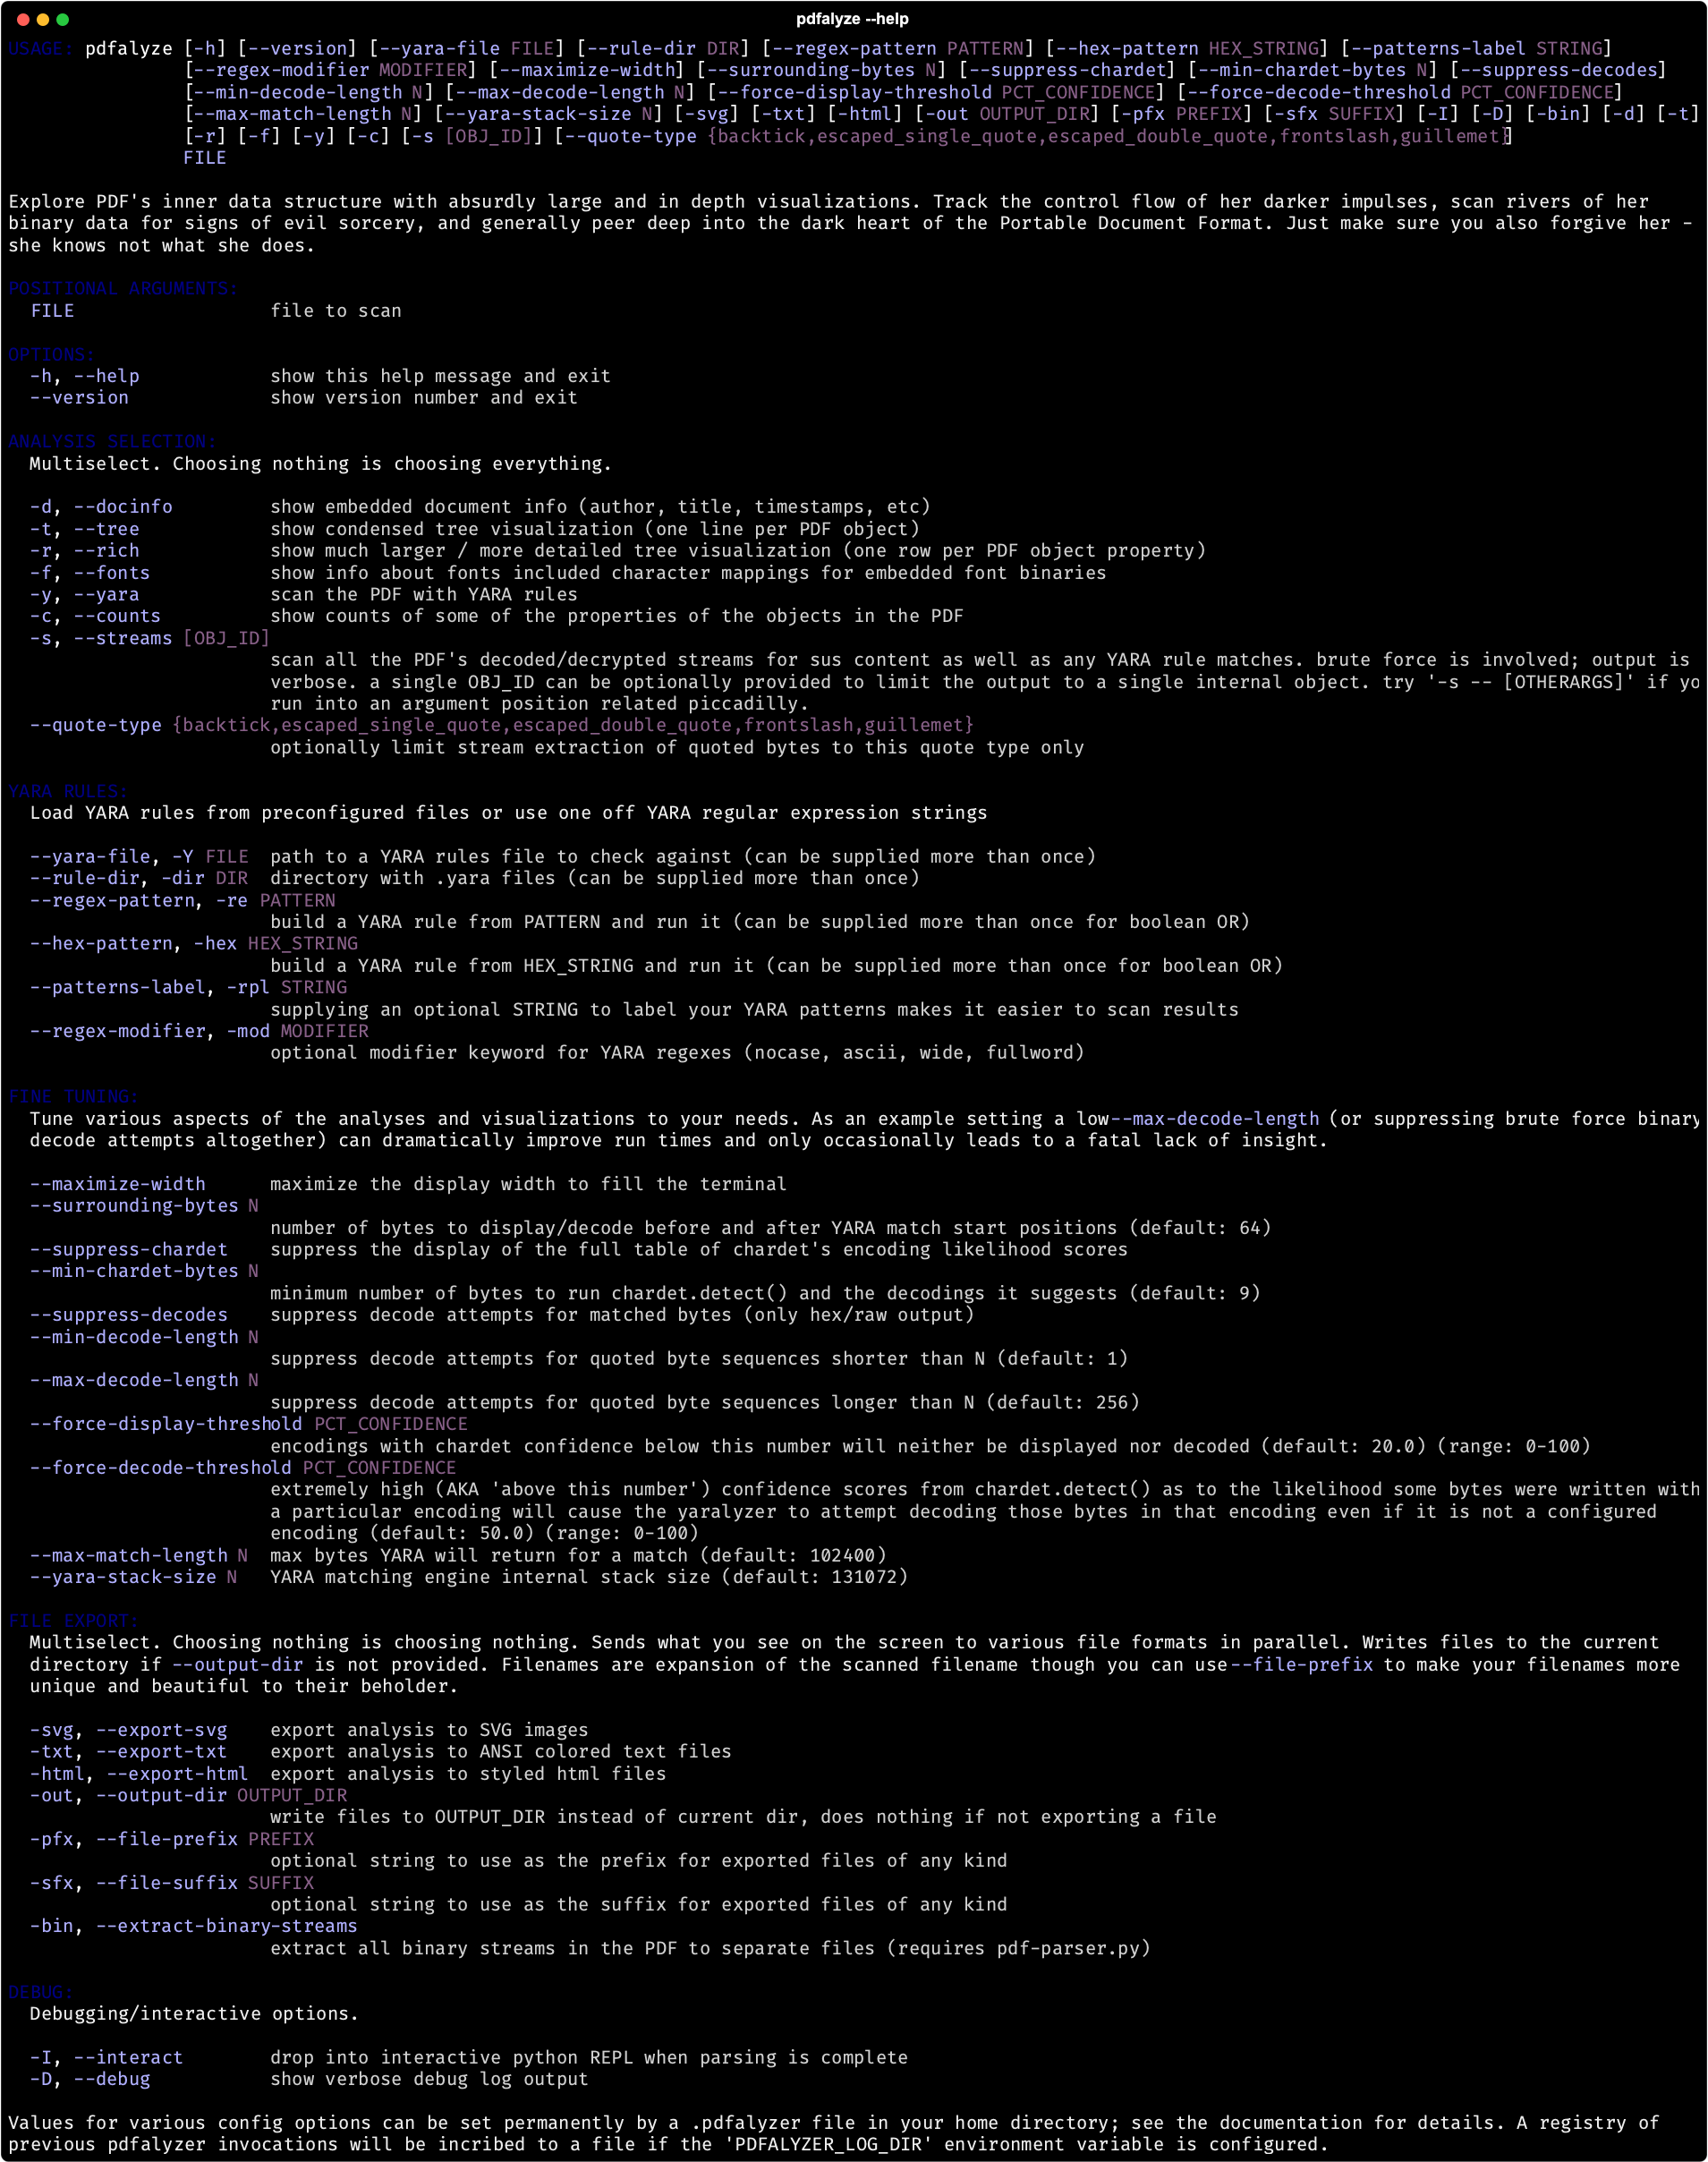 pdfalyze --help
USAGE: pdfalyze [-h] [--version] [--yara-file FILE] [--rule-dir DIR] [--regex-pattern PATTERN] [--hex-pattern HEX_STRING] [--patterns-label STRING]
[--regex-modifier MODIFIER] [--maximize-width] [--surrounding-bytes N] [--suppress-chardet] [--min-chardet-bytes N] [--suppress-decodes]
[--min-decode-length N] [--max-decode-length N] [--force-display-threshold PCT_CONFIDENCE] [--force-decode-threshold PCT_CONFIDENCE]
[--max-match-length N] [--yara-stack-size N] [-svg] [-txt] [-html] [-out OUTPUT_DIR] [-pfx PREFIX] [-sfx SUFFIX] [-I] [-D] [-bin] [-d] [-t]
[-r] [-f] [-y] [-c] [-s [OBJ_ID]] [--quote-type {backtick,escaped_single_quote,escaped_double_quote,frontslash,guillemet}]
FILE
Explore PDF's inner data structure with absurdly large and in depth visualizations. Track the control flow of her darker impulses, scan rivers of her
binary data for signs of evil sorcery, and generally peer deep into the dark heart of the Portable Document Format. Just make sure you also forgive her -
she knows not what she does.
POSITIONAL ARGUMENTS:
FILE file to scan
OPTIONS:
-h, --help show this help message and exit
--version show version number and exit
ANALYSIS SELECTION:
Multiselect. Choosing nothing is choosing everything.
-d, --docinfo show embedded document info (author, title, timestamps, etc)
-t, --tree show condensed tree visualization (one line per PDF object)
-r, --rich show much larger / more detailed tree visualization (one row per PDF object property)
-f, --fonts show info about fonts included character mappings for embedded font binaries
-y, --yara scan the PDF with YARA rules
-c, --counts show counts of some of the properties of the objects in the PDF
-s, --streams [OBJ_ID]
scan all the PDF's decoded/decrypted streams for sus content as well as any YARA rule matches. brute force is involved; output is
verbose. a single OBJ_ID can be optionally provided to limit the output to a single internal object. try '-s -- [OTHERARGS]' if yo
run into an argument position related piccadilly.
--quote-type {backtick,escaped_single_quote,escaped_double_quote,frontslash,guillemet}
optionally limit stream extraction of quoted bytes to this quote type only
YARA RULES:
Load YARA rules from preconfigured files or use one off YARA regular expression strings
--yara-file, -Y FILE path to a YARA rules file to check against (can be supplied more than once)
--rule-dir, -dir DIR directory with .yara files (can be supplied more than once)
--regex-pattern, -re PATTERN
build a YARA rule from PATTERN and run it (can be supplied more than once for boolean OR)
--hex-pattern, -hex HEX_STRING
build a YARA rule from HEX_STRING and run it (can be supplied more than once for boolean OR)
--patterns-label, -rpl STRING
supplying an optional STRING to label your YARA patterns makes it easier to scan results
--regex-modifier, -mod MODIFIER
optional modifier keyword for YARA regexes (nocase, ascii, wide, fullword)
FINE TUNING:
Tune various aspects of the analyses and visualizations to your needs. As an example setting a low--max-decode-length (or suppressing brute force binary
decode attempts altogether) can dramatically improve run times and only occasionally leads to a fatal lack of insight.
--maximize-width maximize the display width to fill the terminal
--surrounding-bytes N
number of bytes to display/decode before and after YARA match start positions (default: 64)
--suppress-chardet suppress the display of the full table of chardet's encoding likelihood scores
--min-chardet-bytes N
minimum number of bytes to run chardet.detect() and the decodings it suggests (default: 9)
--suppress-decodes suppress decode attempts for matched bytes (only hex/raw output)
--min-decode-length N
suppress decode attempts for quoted byte sequences shorter than N (default: 1)
--max-decode-length N
suppress decode attempts for quoted byte sequences longer than N (default: 256)
--force-display-threshold PCT_CONFIDENCE
encodings with chardet confidence below this number will neither be displayed nor decoded (default: 20.0) (range: 0-100)
--force-decode-threshold PCT_CONFIDENCE
extremely high (AKA 'above this number') confidence scores from chardet.detect() as to the likelihood some bytes were written with
a particular encoding will cause the yaralyzer to attempt decoding those bytes in that encoding even if it is not a configured
encoding (default: 50.0) (range: 0-100)
--max-match-length N max bytes YARA will return for a match (default: 102400)
--yara-stack-size N YARA matching engine internal stack size (default: 131072)
FILE EXPORT:
Multiselect. Choosing nothing is choosing nothing. Sends what you see on the screen to various file formats in parallel. Writes files to the current
directory if --output-dir is not provided. Filenames are expansion of the scanned filename though you can use--file-prefix to make your filenames more
unique and beautiful to their beholder.
-svg, --export-svg export analysis to SVG images
-txt, --export-txt export analysis to ANSI colored text files
-html, --export-html export analysis to styled html files
-out, --output-dir OUTPUT_DIR
write files to OUTPUT_DIR instead of current dir, does nothing if not exporting a file
-pfx, --file-prefix PREFIX
optional string to use as the prefix for exported files of any kind
-sfx, --file-suffix SUFFIX
optional string to use as the suffix for exported files of any kind
-bin, --extract-binary-streams
extract all binary streams in the PDF to separate files (requires pdf-parser.py)
DEBUG:
Debugging/interactive options.
-I, --interact drop into interactive python REPL when parsing is complete
-D, --debug show verbose debug log output
Values for various config options can be set permanently by a .pdfalyzer file in your home directory; see the documentation for details. A registry of
previous pdfalyzer invocations will be incribed to a file if the 'PDFALYZER_LOG_DIR' environment variable is configured.